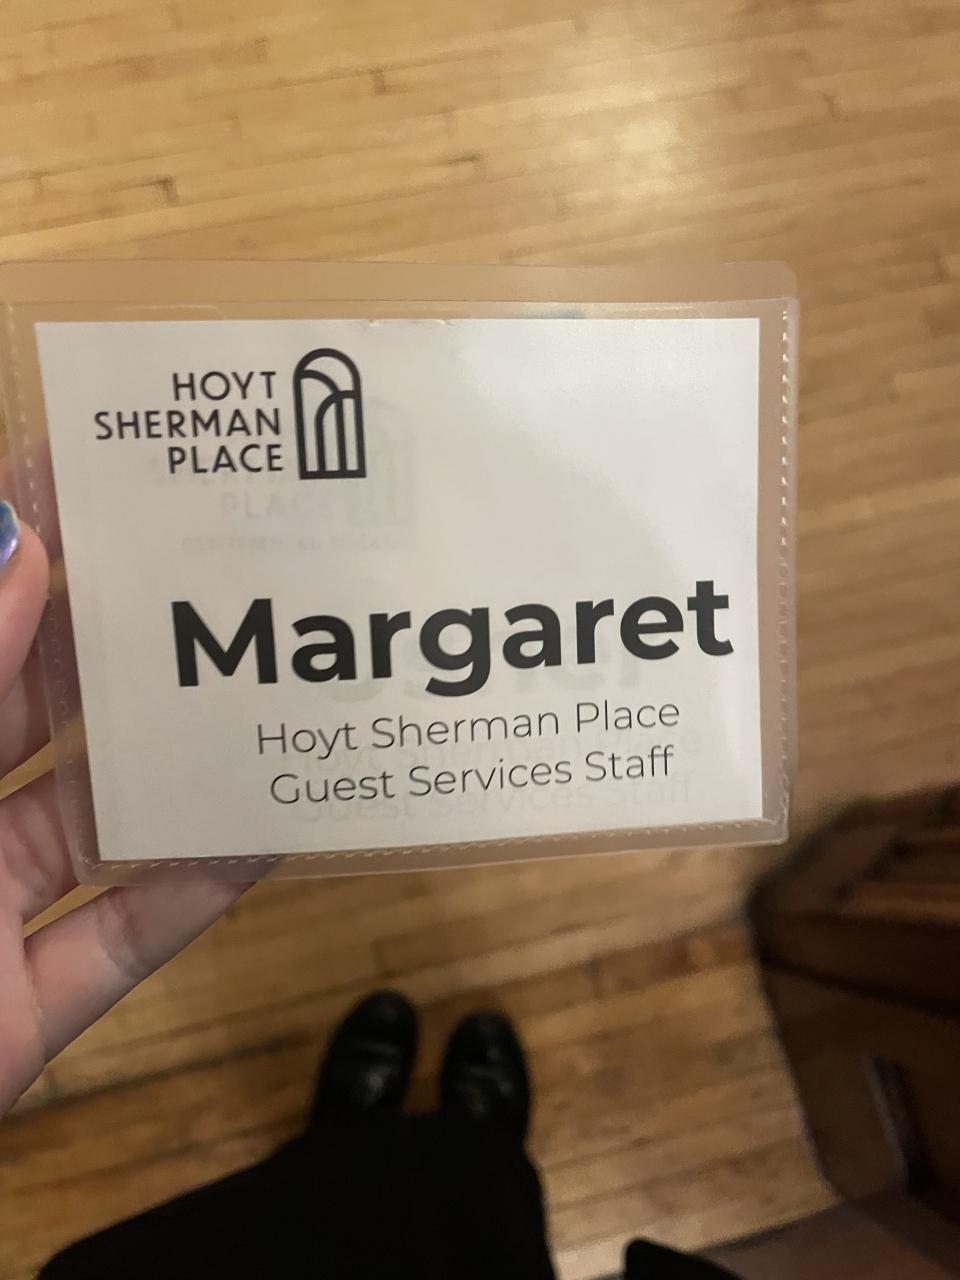 HOYT
SHERMAN
PLACE
Margaret
Hoyt Sherman Place
Guest Services Staff